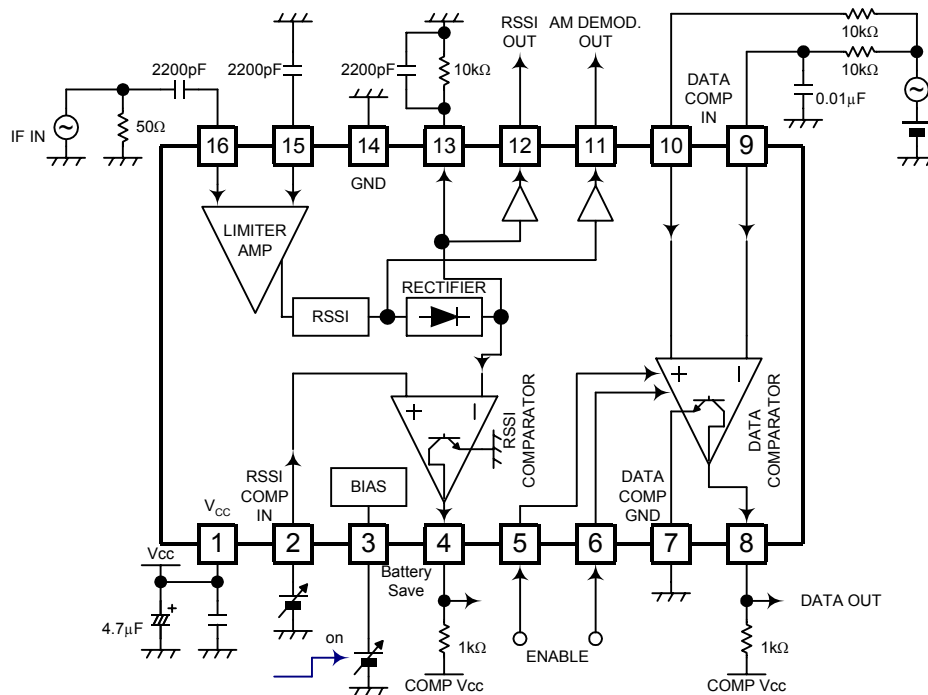 RSSI
OUT
AM DEMOD.
OUT
10kΩ
10kΩ
2200pF
2200pF
2200pF
10kΩ
DATA
COMP
IN
0.01μF
IF IN
50Ω
16
15
14
13
12
11
10
9
GND
LIMITER
AMP
RSSI
RECTIFIER
+
−
RSSI
COMPARATOR
+
−
DATA
COMPARATOR
RSSI
COMP
IN
BIAS
DATA
COMP
GND
VCC
1
2
3
4
5
6
7
8
Vcc
Battery
Save
+
4.7μF
on
1kΩ
ENABLE
DATA OUT
1kΩ
COMP Vcc
COMP Vcc